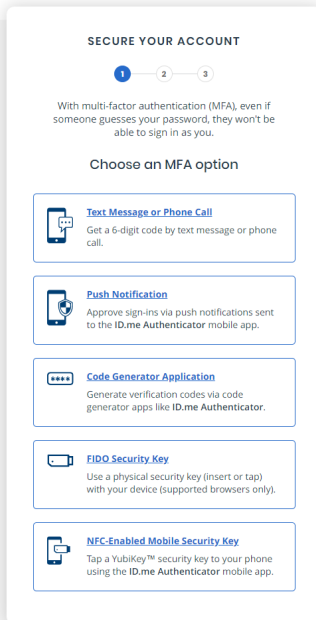 SECURE YOUR ACCOUNT
1 2 3
With multi-factor authentication (MFA), even if
someone guesses your password, they won't be
able to sign in as you.
Choose an MFA option
Text Message or Phone Call
Get a 6-digit code by text message or phone
call.
Push Notification
Approve sign-ins via push notifications sent
to the ID.me Authenticator mobile app.
****
Code Generator Application
Generate verification codes via code
generator apps like ID.me Authenticator.
FIDO Security Key
Use a physical security key (insert or tap)
with your device (supported browsers only).
NFC-Enabled Mobile Security Key
Tap a YubiKey™ security key to your phone
using the ID.me Authenticator mobile app.